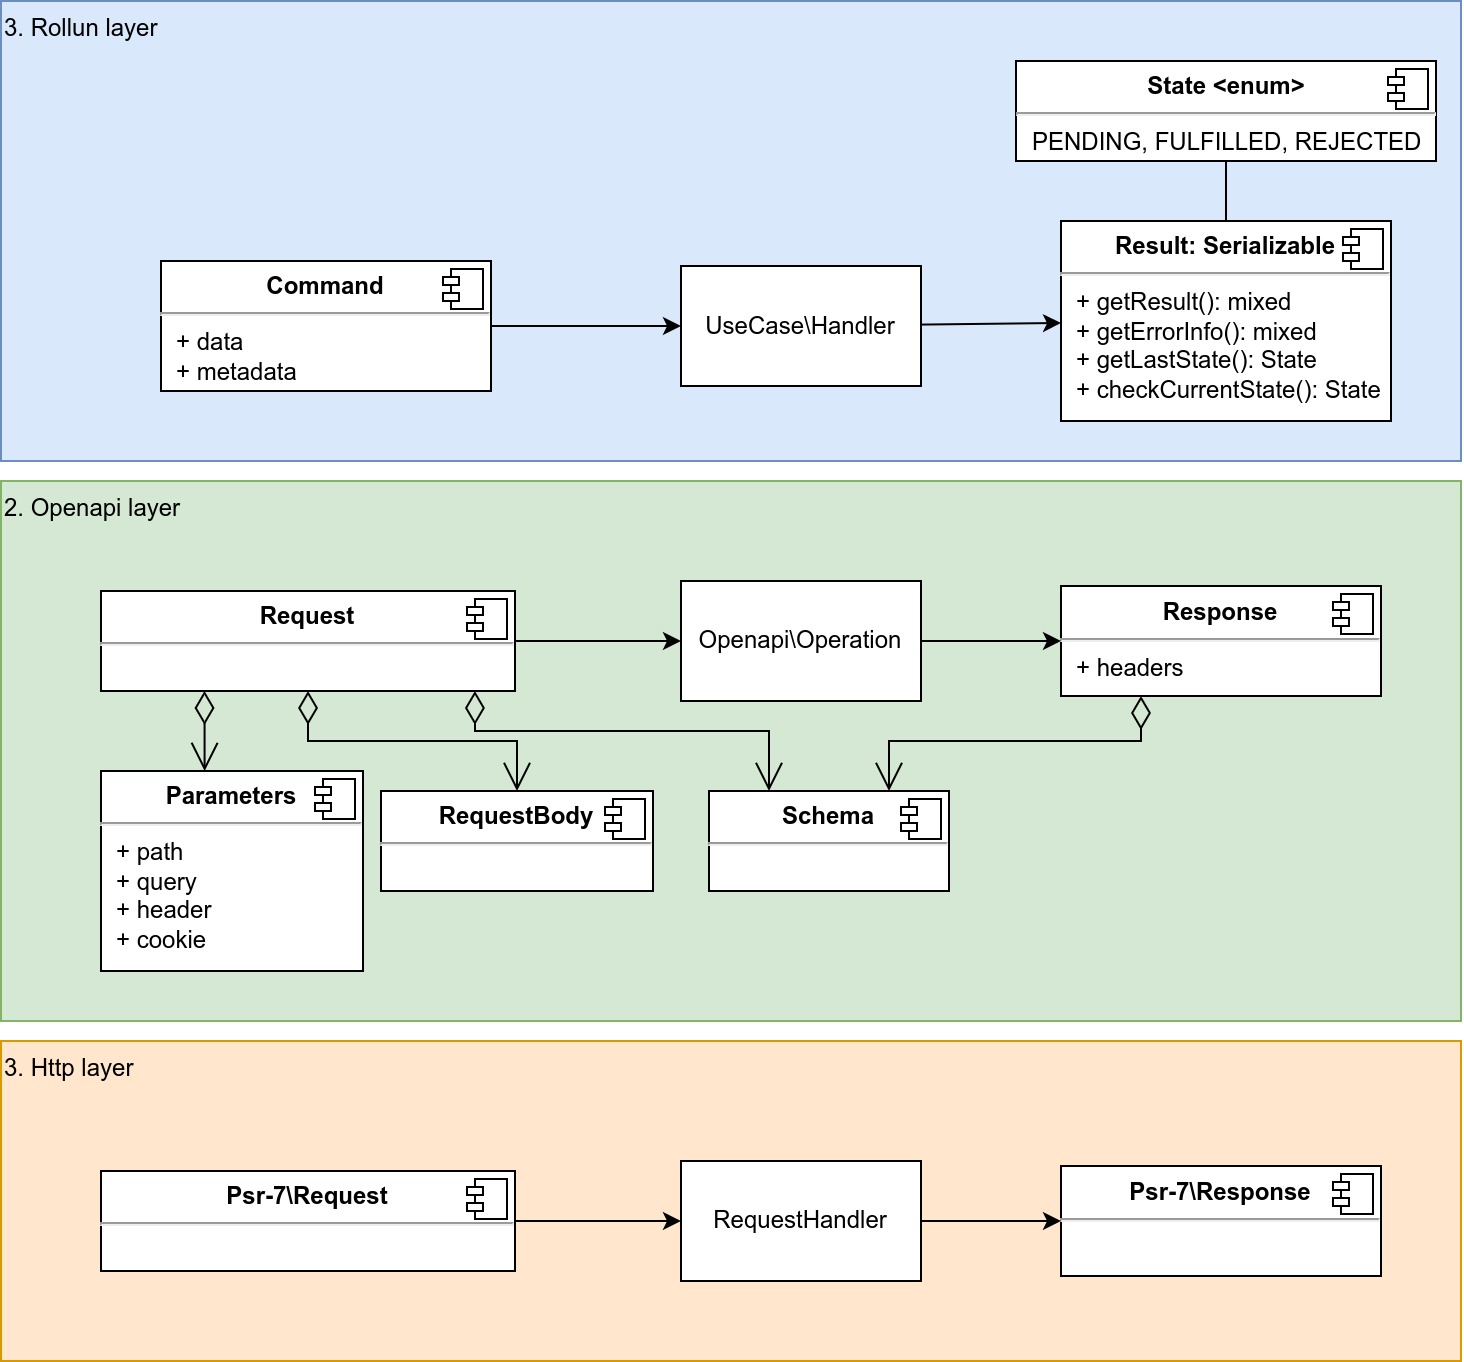 3. Rollun layer
State <enum>
PENDING, FULFILLED, REJECTED
Command
+ data
+ metadata
UseCase\Handler
Result: Serializable
+ getResult(): mixed
+ getErrorInfo(): mixed
+ getLastState(): State
+ checkCurrentState(): State
2. Openapi layer
Request
Openapi\Operation
Response
+ headers
Parameters
+ path
+ query
+ header
+ cookie
RequestBody
Schema
3. Http layer
Psr-7\Request
RequestHandler
Psr-7\Response